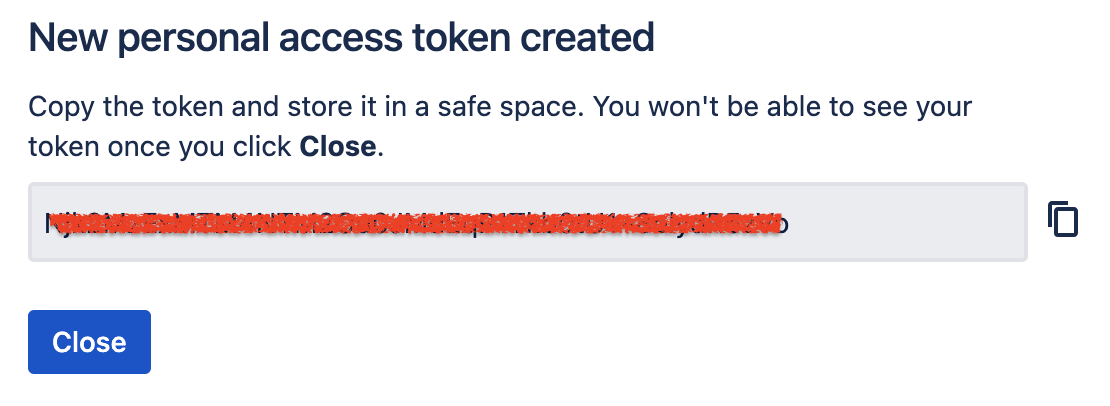 New personal access token created
Copy the token and store it in a safe space. You won't be able to see your
token once you click Close.
Close